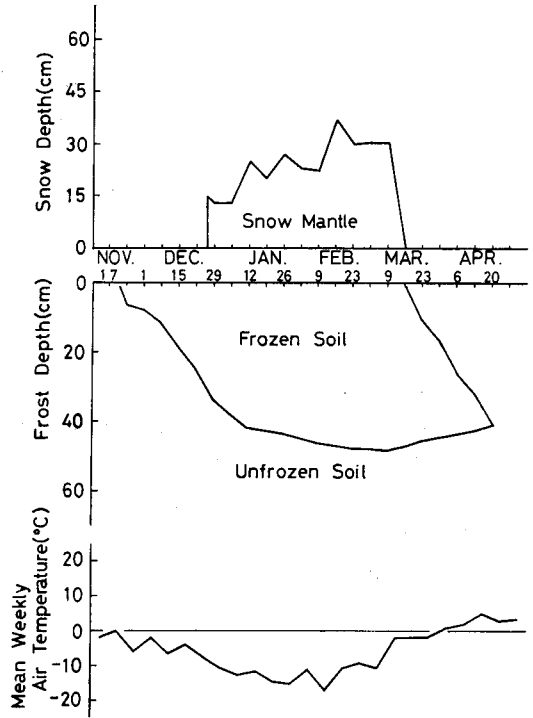 Snow Depth(cm)
60
45
30
15
0
Snow Mantle
NOV. DEC. JAN. FEB. MAR. APR.
17 1 15 29 12 26 9 23 9 23 6 20
Frost Depth(cm)
0
20
40
60
Frozen Soil
Unfrozen Soil
Mean Weekly
Air Temperature(°C)
20
10
0
-10
-20